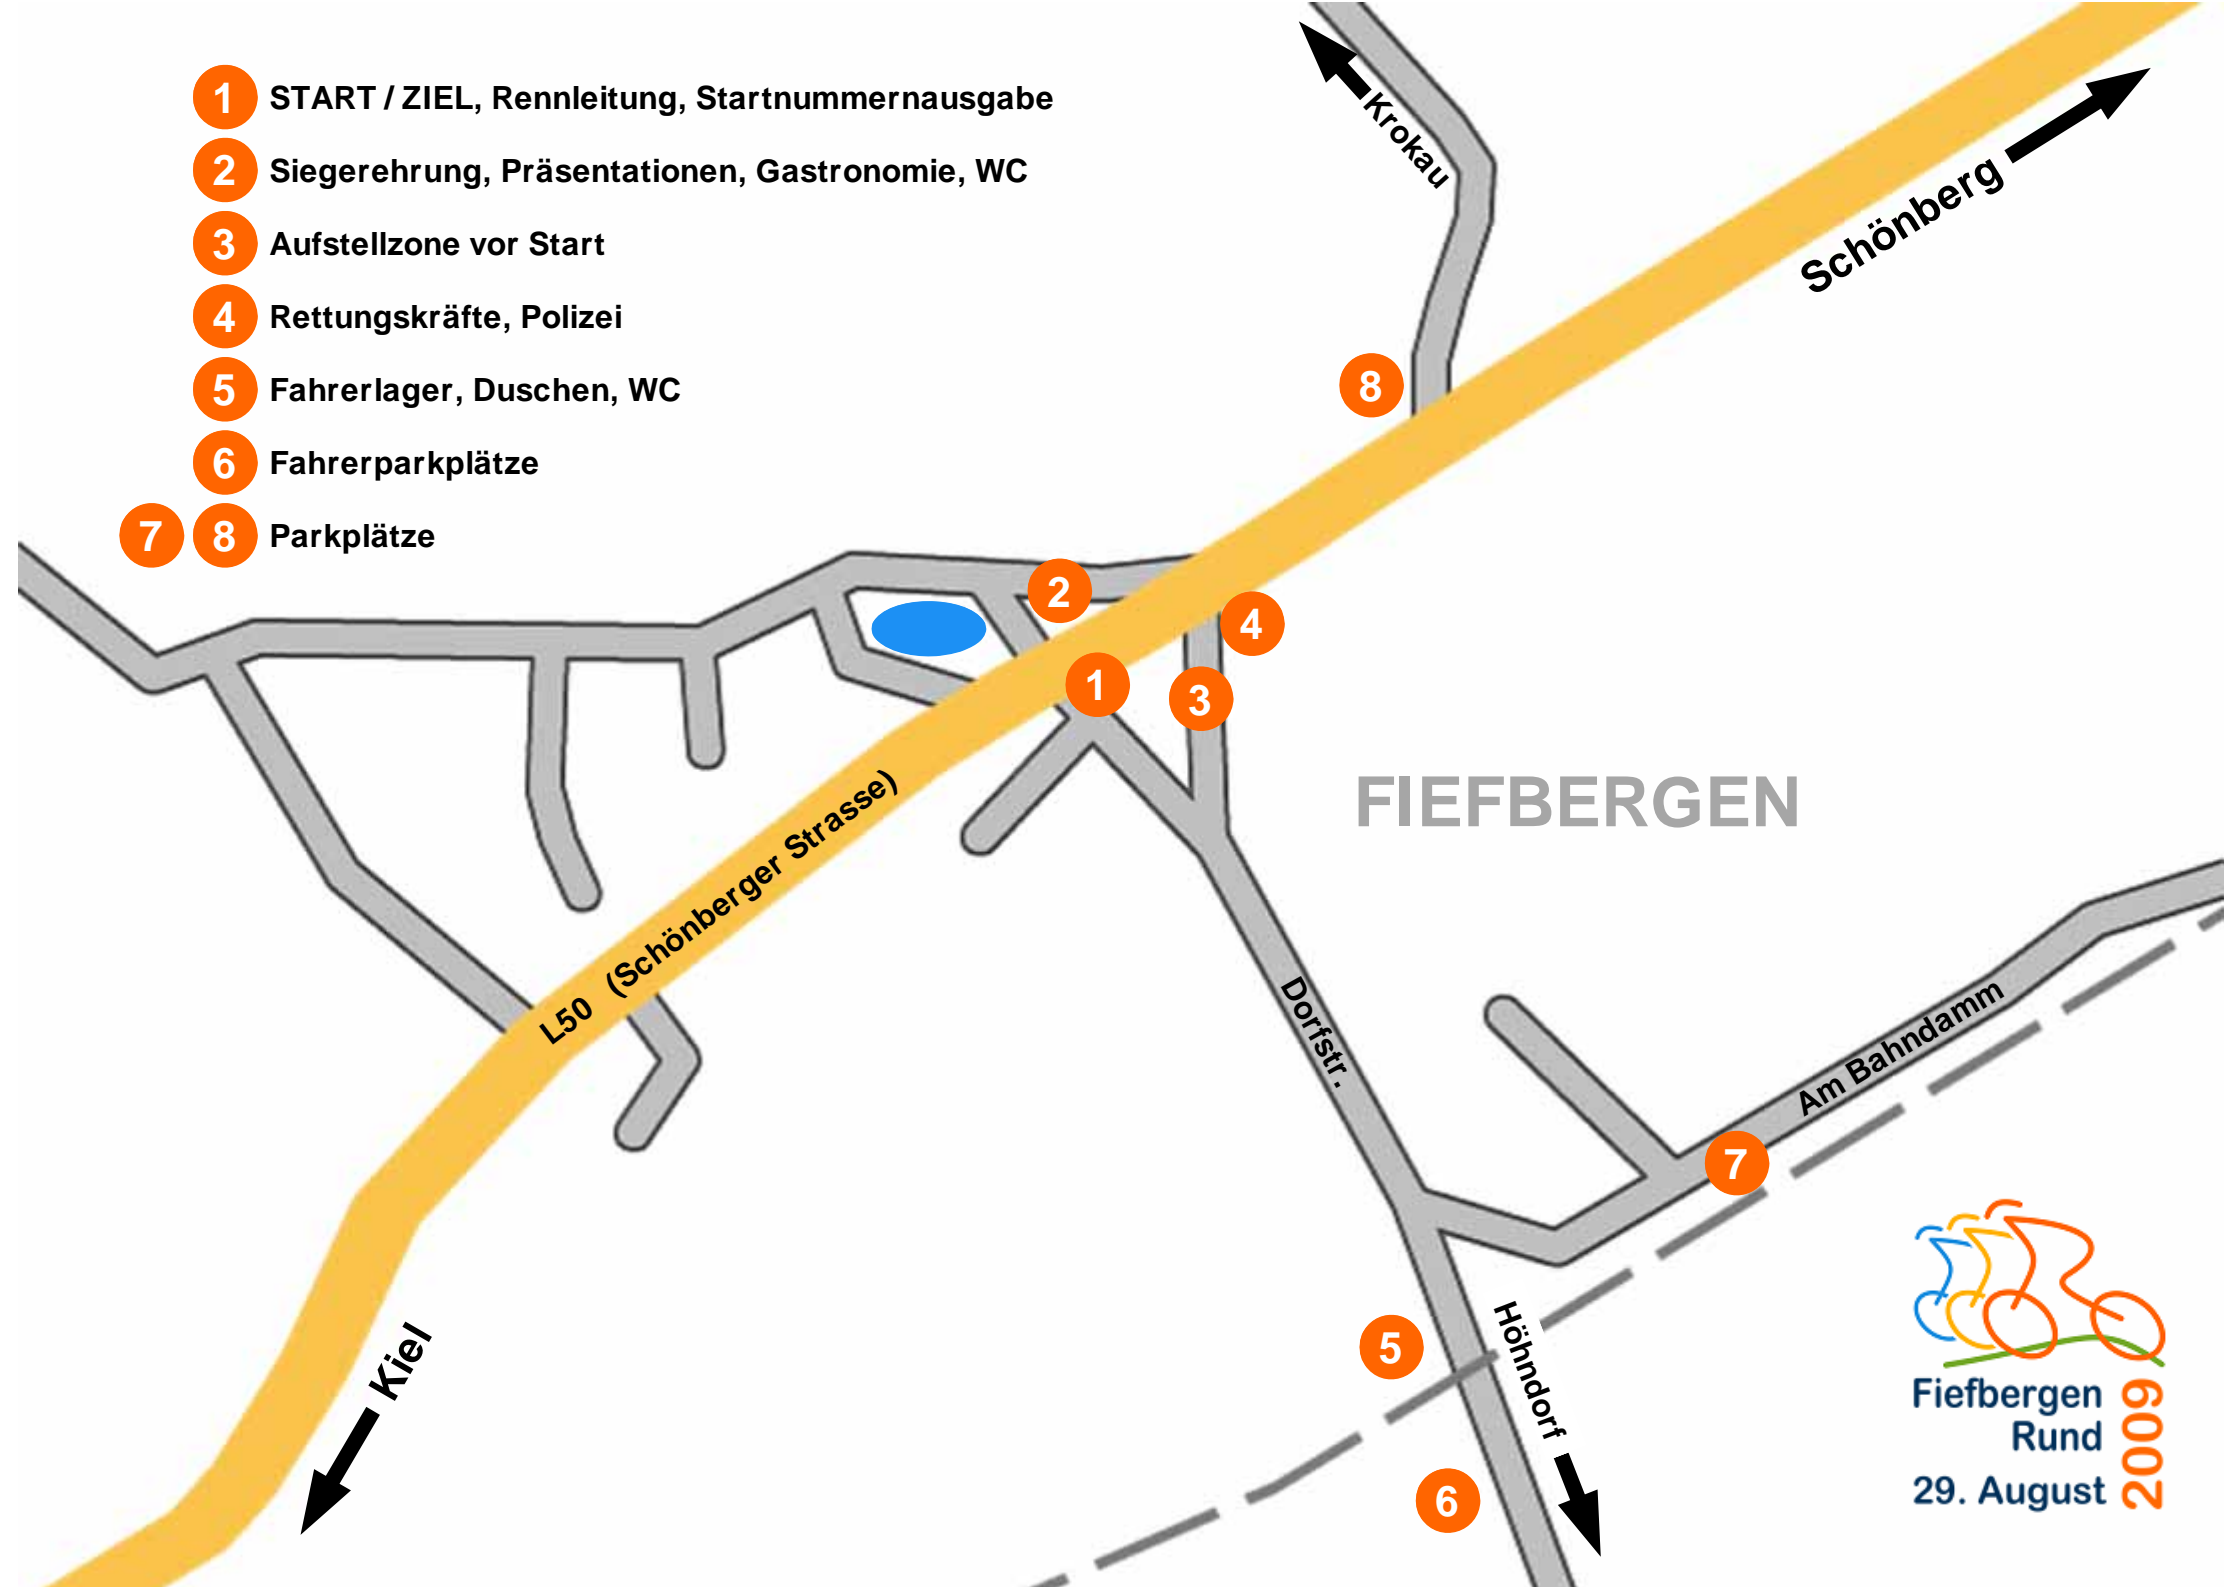 1 START / ZIEL, Rennleitung, Startnummernausgabe
2 Siegerehrung, Präsentationen, Gastronomie, WC
3 Aufstellzone vor Start
4 Rettungskräfte, Polizei
5 Fahrerlager, Duschen, WC
6 Fahrerparkplätze
7 8 Parkplätze
Krokau
Schönberg
8
2
4
1
3
FIEFBERGEN
L50 (Schönberger Strasse)
Dorfstr.
Am Bahndamm
7
Kiel
5
Höhndorf
6
Fiefbergen
Rund
29. August
2009